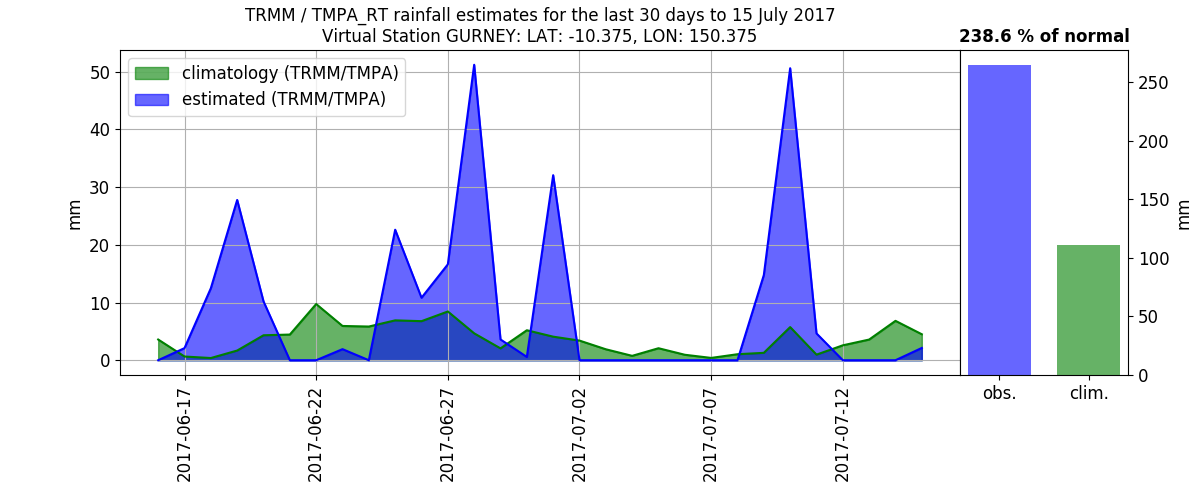 TRMM / TMPA_RT rainfall estimates for the last 30 days to 15 July 2017
Virtual Station GURNEY: LAT: -10.375, LON: 150.375
238.6 % of normal
climatology (TRMM/TMPA)
estimated (TRMM/TMPA)
50
40
30
20
10
0
mm
2017-06-17
2017-06-22
2017-06-27
2017-07-02
2017-07-07
2017-07-12
250
200
150
100
50
0
mm
obs.
clim.